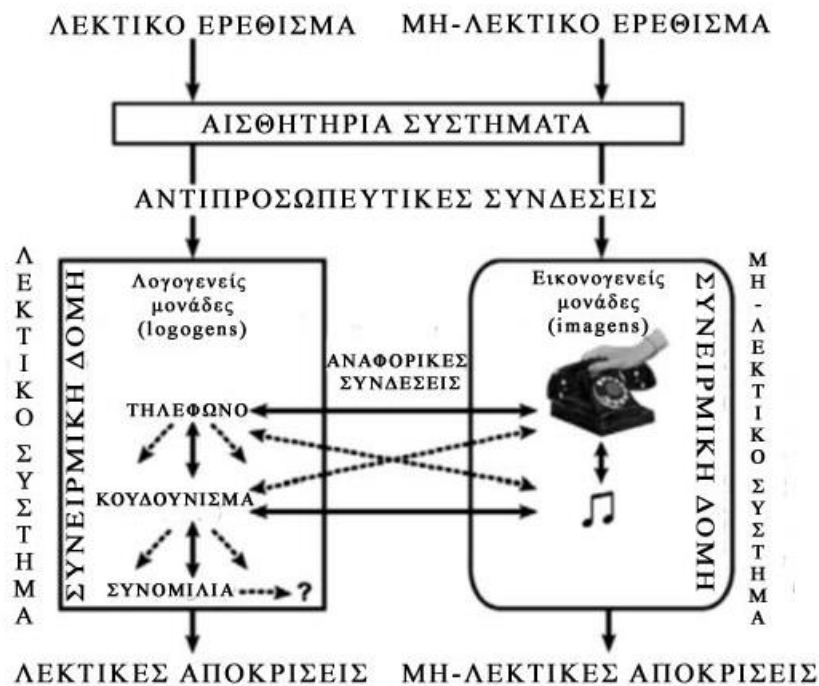 ΛΕΚΤΙΚΟ ΕΡΕΘΙΣΜΑ
ΜΗ-ΛΕΚΤΙΚΟ ΕΡΕΘΙΣΜΑ
ΑΙΣΘΗΤΗΡΙΑ ΣΥΣΤΗΜΑΤΑ
ΑΝΤΙΠΡΟΣΩΠΕΥΤΙΚΕΣ ΣΥΝΔΕΣΕΙΣ
ΛΕΚΤΙΚΟ ΣΥΣΤΗΜΑ
ΣΥΝΕΙΡΜΙΚΗ ΔΟΜΗ
Λογογενείς
μονάδες
(logogens)
ΤΗΛΕΦΩΝΟ
ΚΟΥΔΟΥΝΙΣΜΑ
ΣΥΝΟΜΙΛΙΑ
?
ΑΝΑΦΟΡΙΚΕΣ
ΣΥΝΔΕΣΕΙΣ
Εικονογενείς
μονάδες
(imagens)
ΣΥΝΕΙΡΜΙΚΗ ΔΟΜΗ
ΜΗ-ΛΕΚΤΙΚΟ ΣΥΣΤΗΜΑ
ΛΕΚΤΙΚΕΣ ΑΠΟΚΡΙΣΕΙΣ
ΜΗ-ΛΕΚΤΙΚΕΣ ΑΠΟΚΡΙΣΕΙΣ